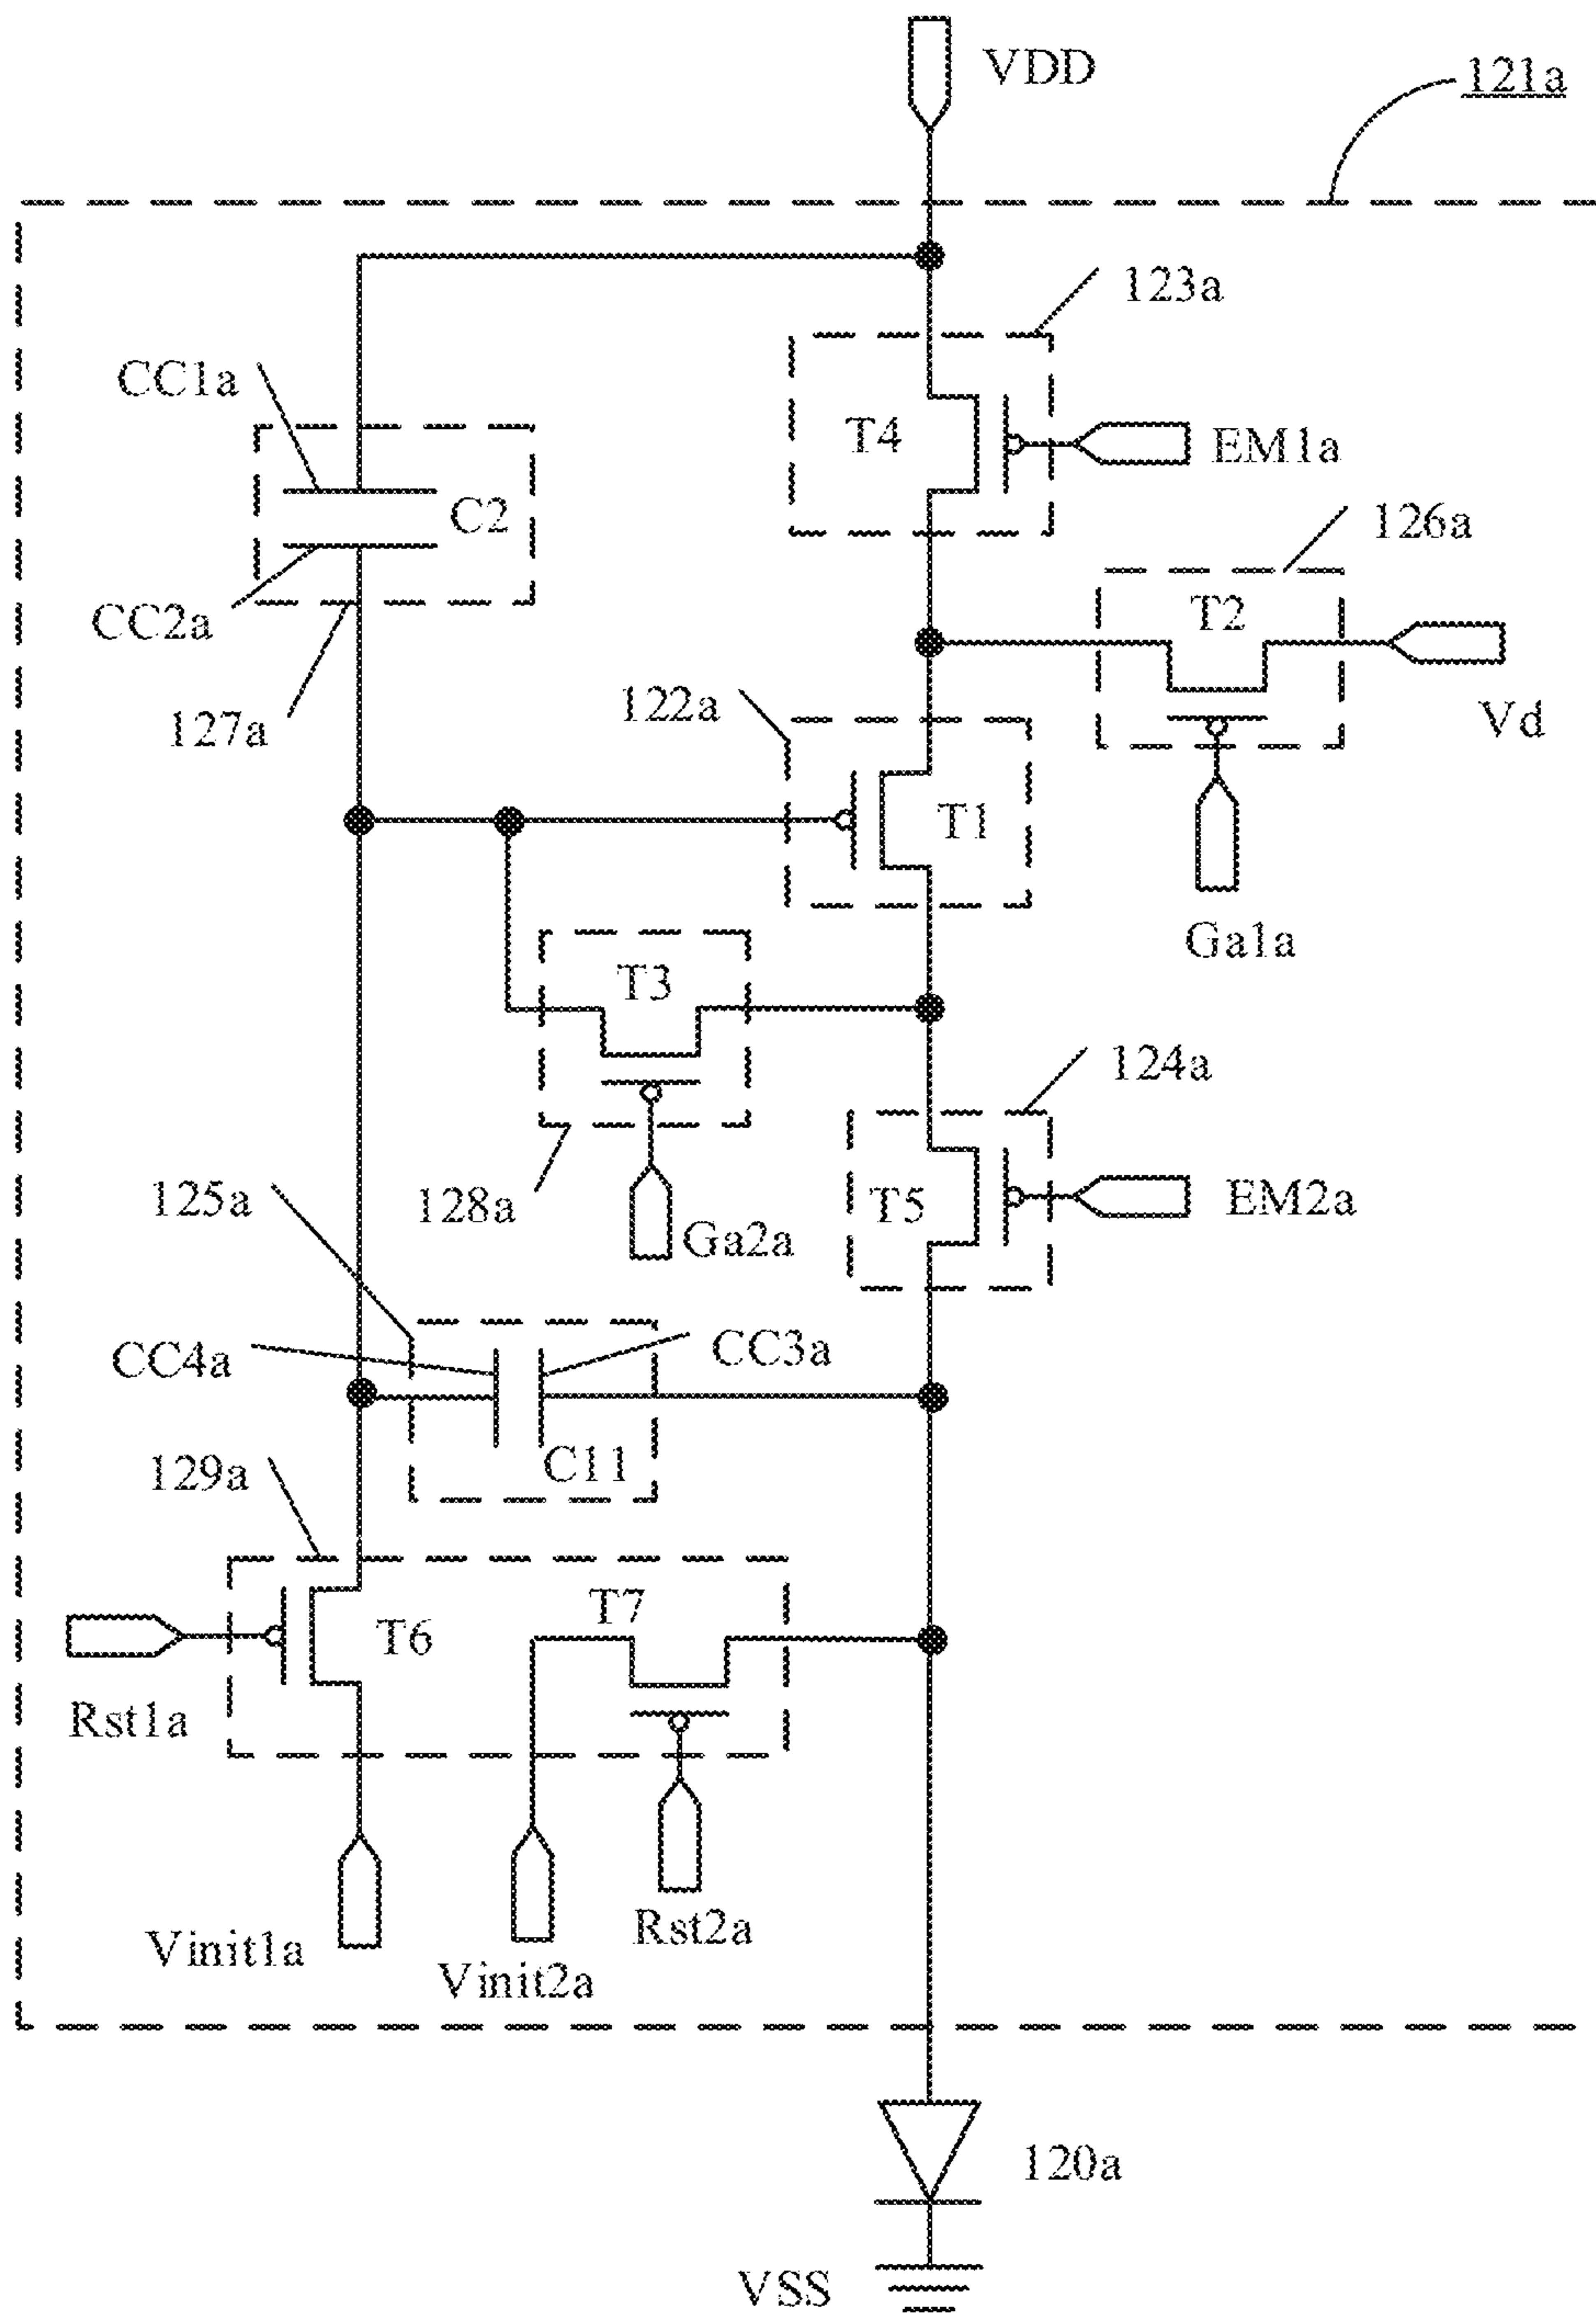 VDD
121a
123a
CC1a
T4
EM1a
C2
126a
CC2a
T2
122a
127a
Vd
T1
Ga1a
T3
124a
125a
128a
T5
EM2a
Ga2a
CC4a
CC3a
C11
129a
T7
T6
Rst1a
Rst2a
Vinit1a
Vinit2a
120a
VSS